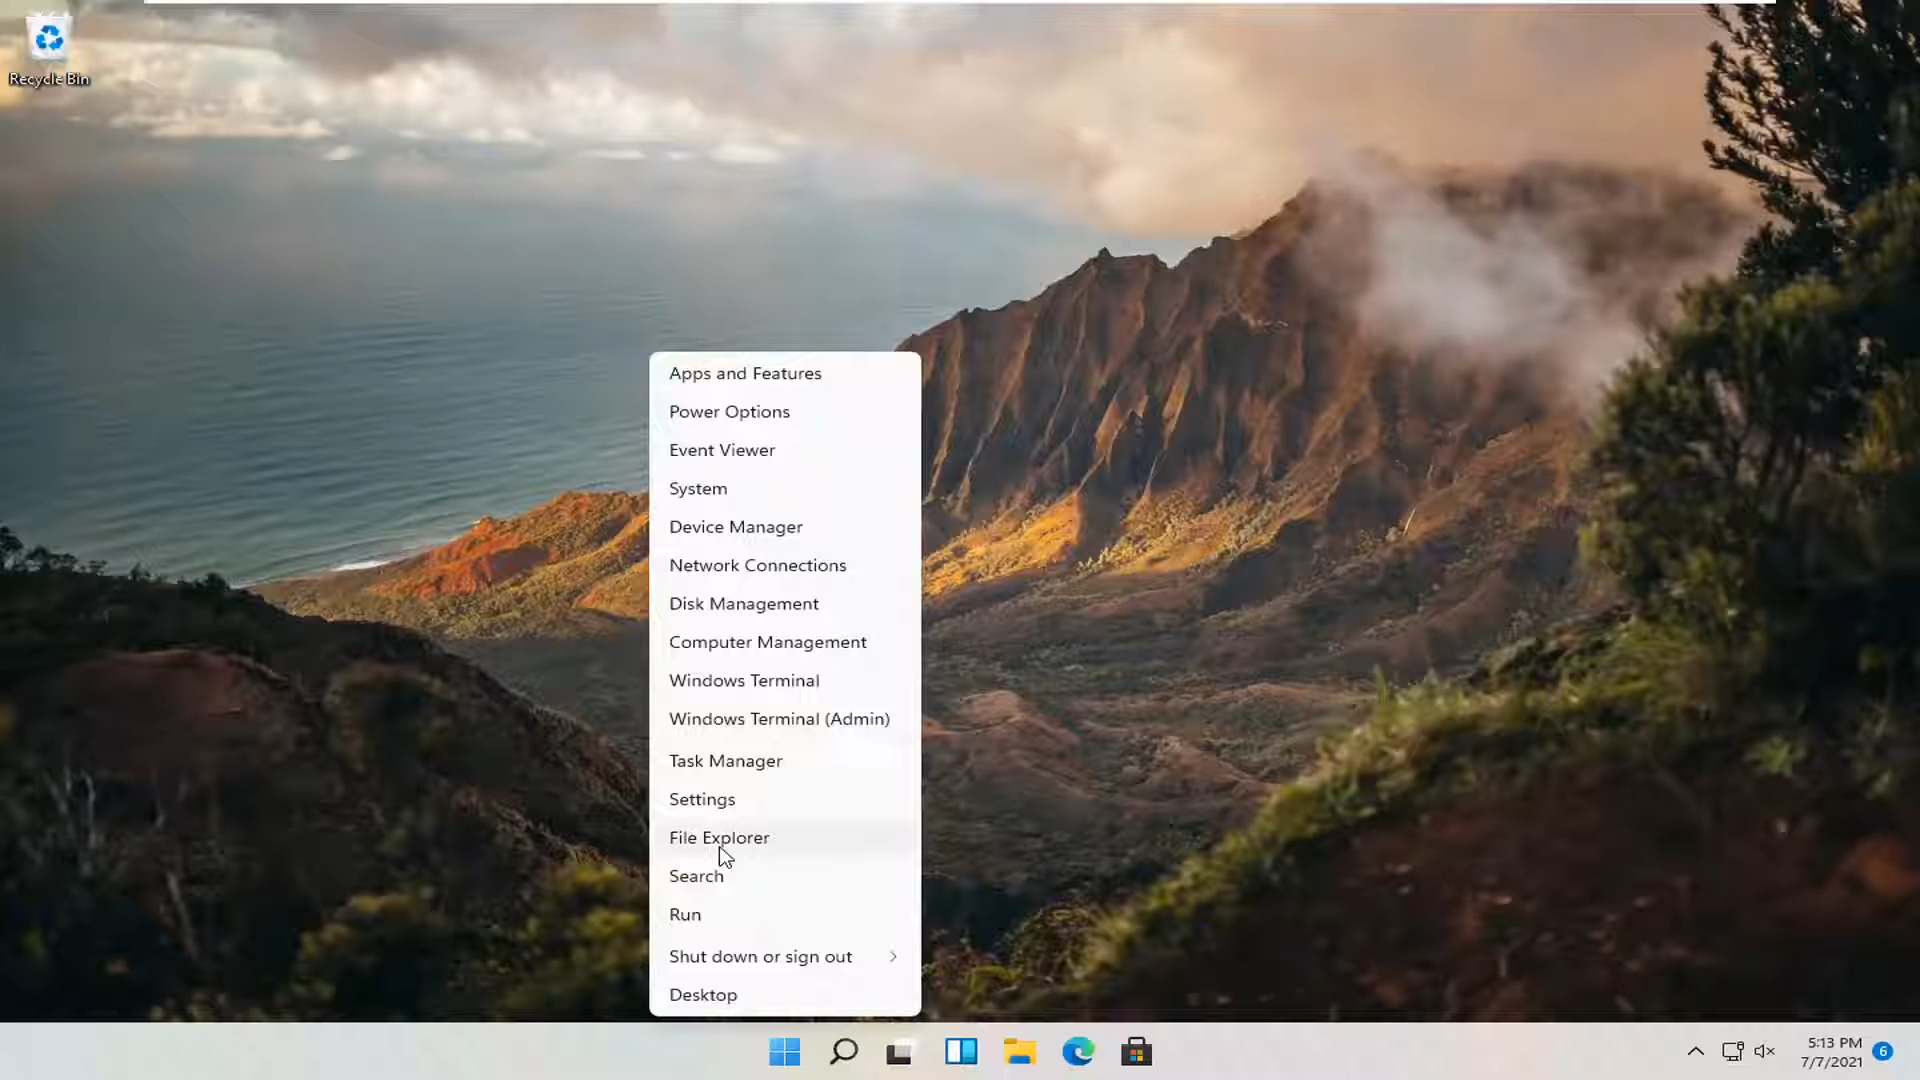 Recycle Bin
Apps and Features
Power Options
Event Viewer
System
Device Manager
Network Connections
Disk Management
Computer Management
Windows Terminal
Windows Terminal (Admin)
Task Manager
Settings
File Explorer
Search
Run
Shut down or sign out
Desktop
5:13 PM
7/7/2021
6